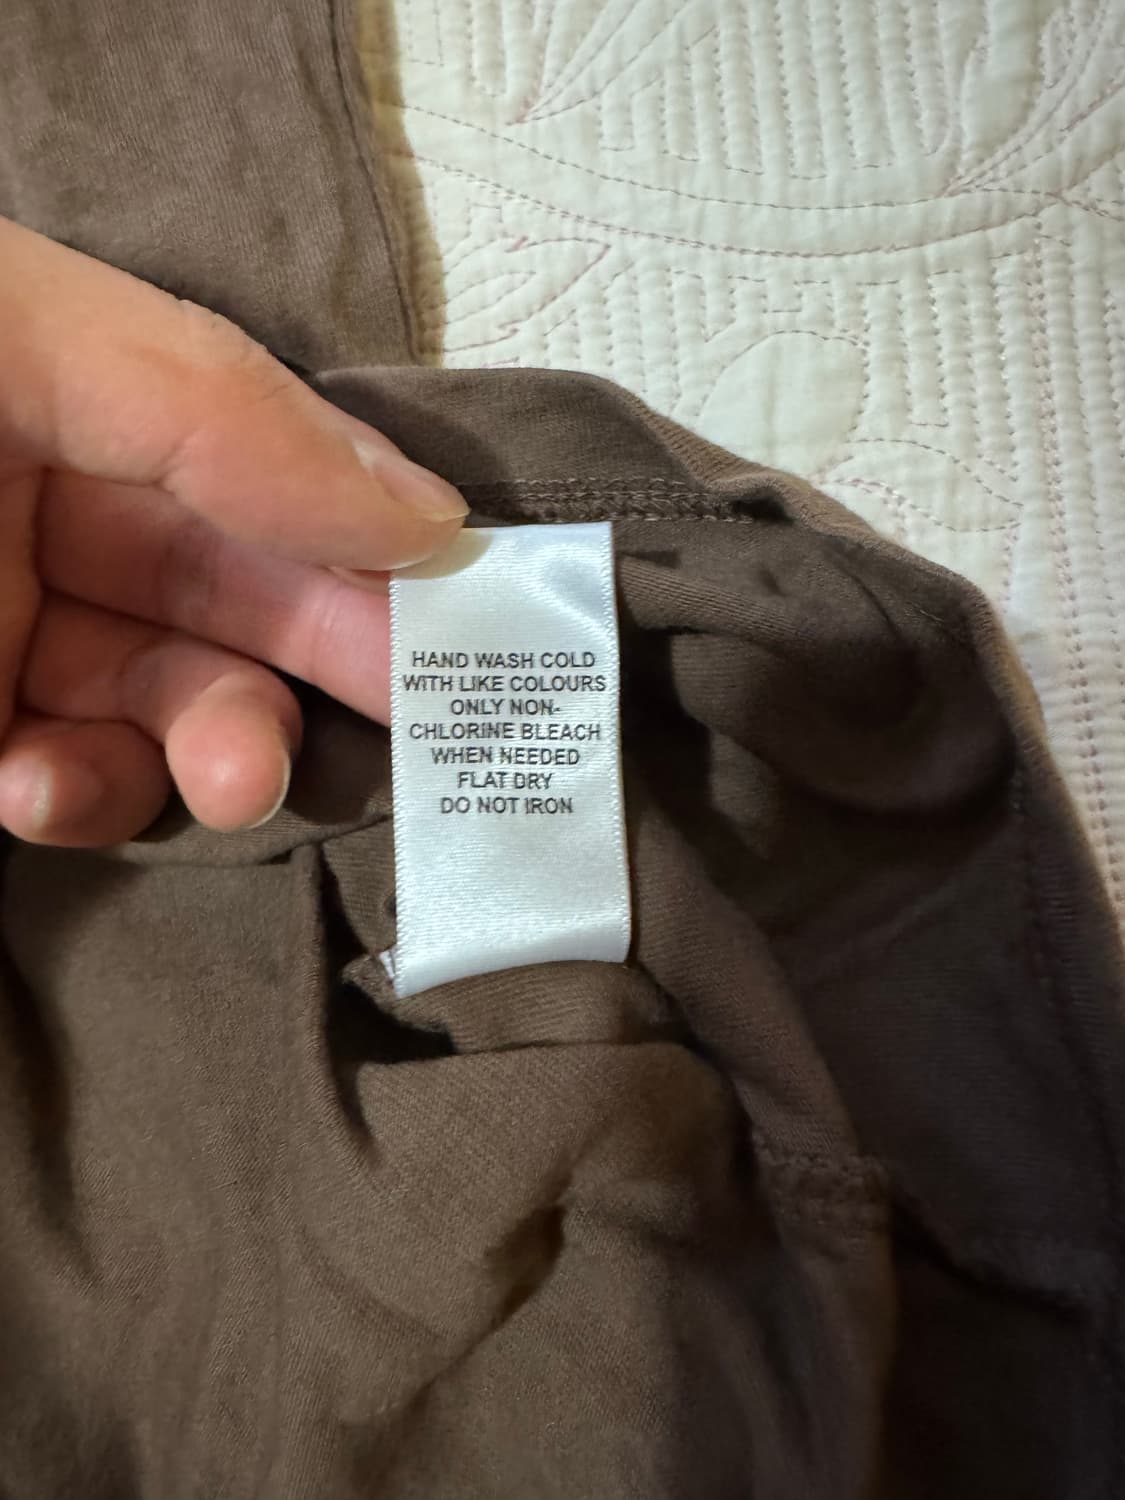 HAND WASH COLD
WITH LIKE COLOURS
ONLY NON-
CHLORINE BLEACH
WHEN NEEDED
FLAT DRY
DO NOT IRON